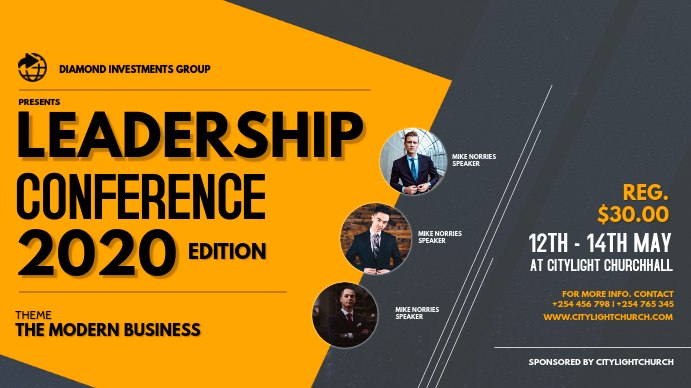 DIAMOND INVESTMENTS GROUP
PRESENTS
LEADERSHIP
CONFERENCE
2020 EDITION
THEME
THE MODERN BUSINESS
MIKE NORRIES
SPEAKER
MIKE NORRIES
SPEAKER
MIKE NORRIES
SPEAKER
REG.
$30.00
12TH - 14TH MAY
AT CITYLIGHT CHURCHHALL
FOR MORE INFO. CONTACT
+254 456 798 | +254 765 345
WWW.CITYLIGHTCHURCH.COM
SPONSORED BY CITYLIGHTCHURCH